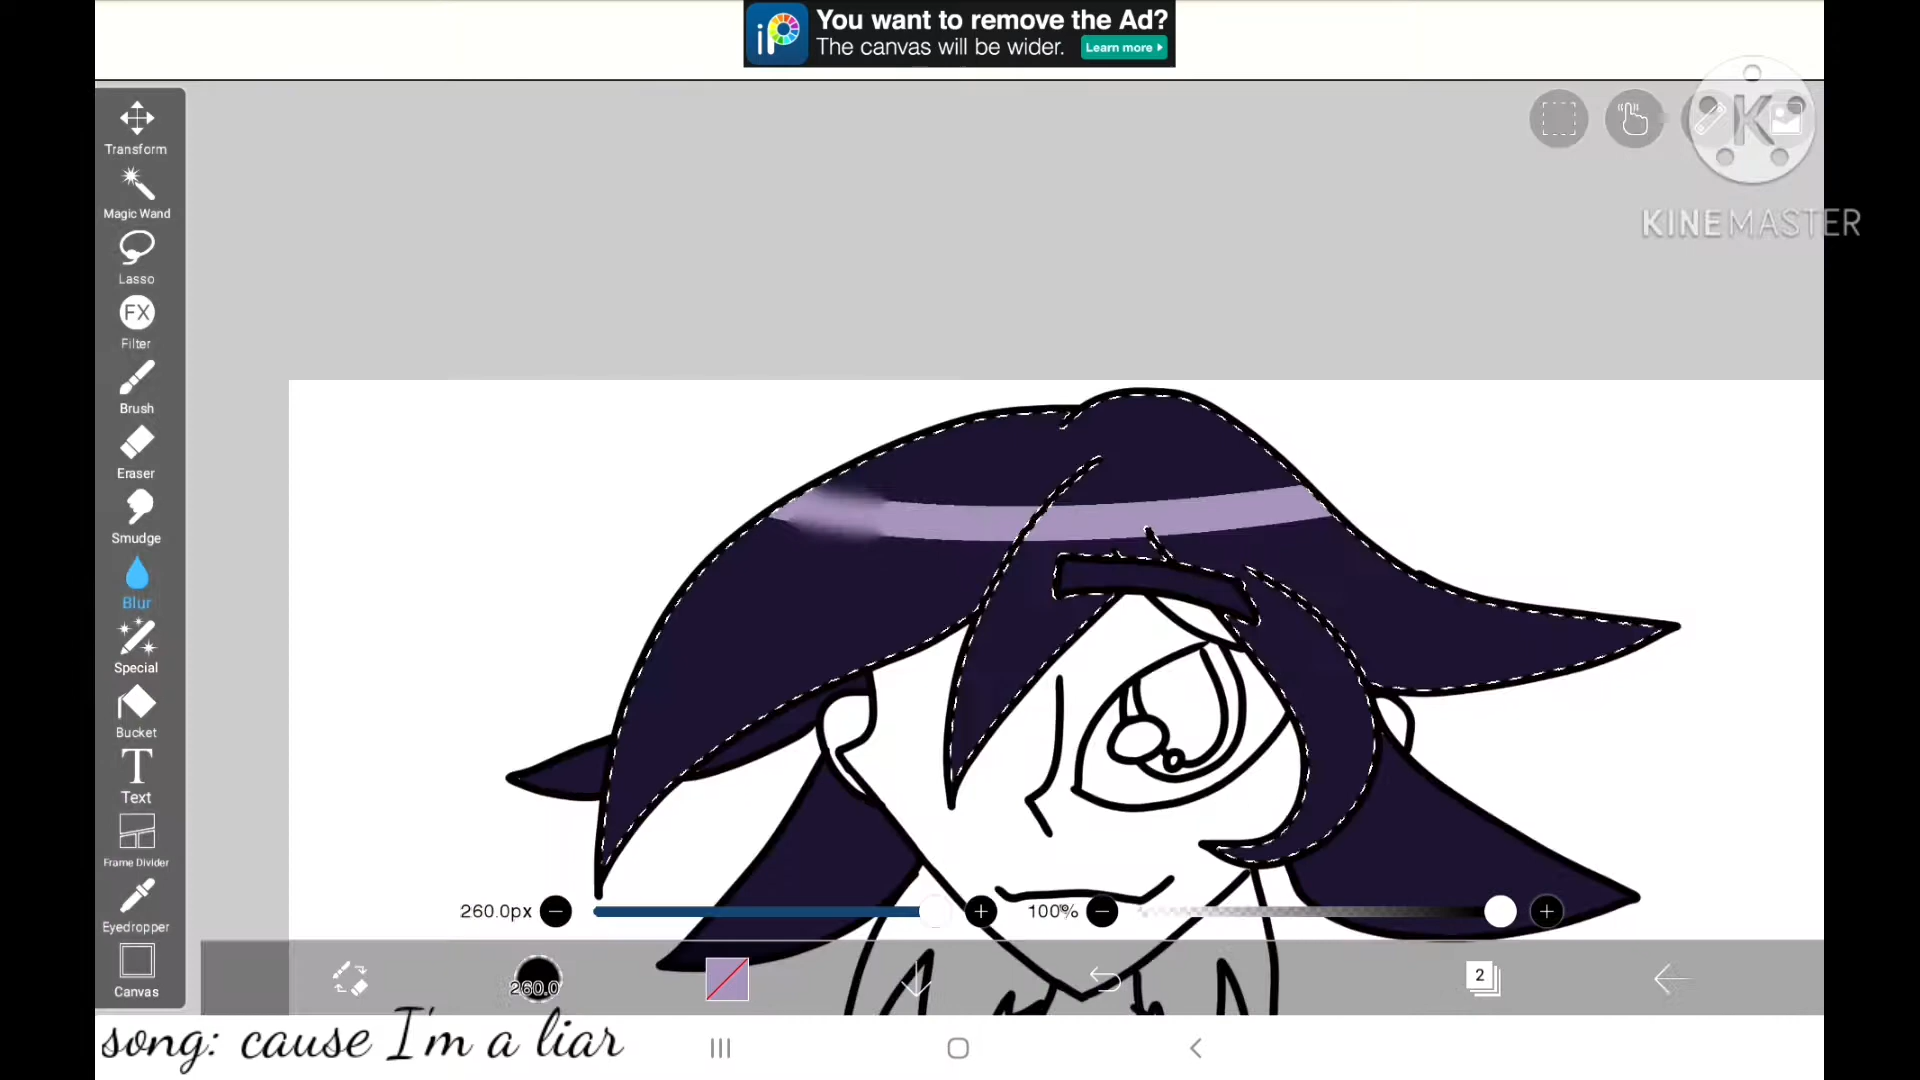 You want to remove the Ad?
The canvas will be wider. Learn more
iP
K
KINEMASTER
Transform
Magic Wand
Lasso
FX
Filter
Brush
Eraser
Smudge
Blur
Special
Bucket
T
Text
Frame Divider
Eyedropper
Canvas
260.0px
100%
260.0
2
song: cause I'm a liar